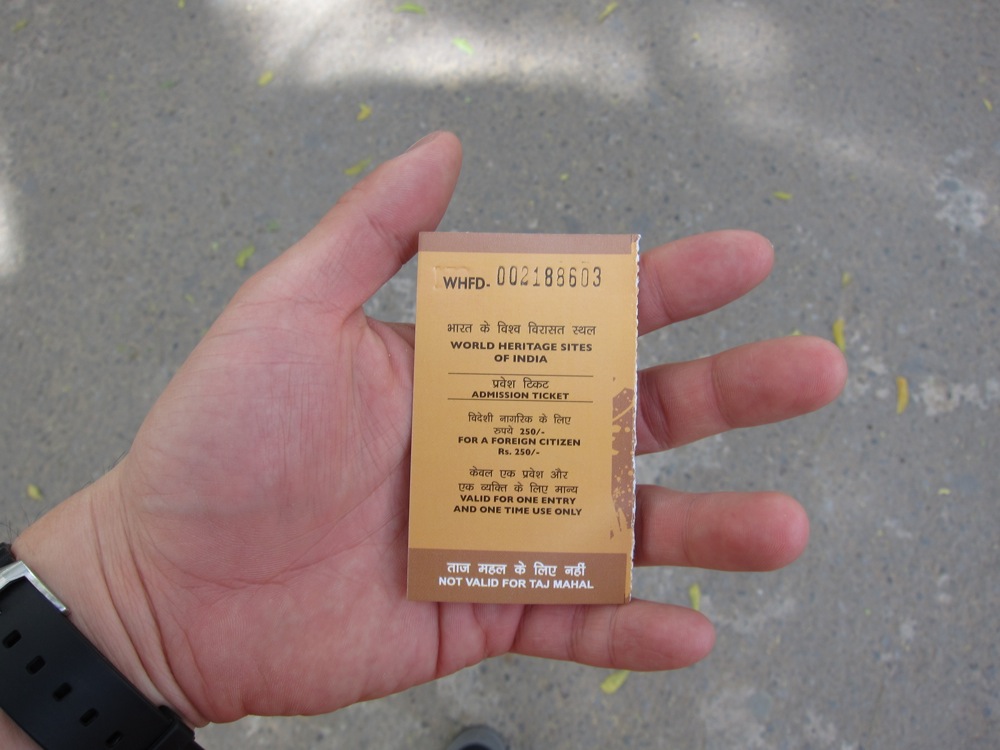 WHFD- 002188603
भारत के विश्व बिरासत स्थल
WORLD HERITAGE SITES
OF INDIA
प्रवेश टिकट
ADMISSION TICKET
विदेशी नागरिक के लिए
रुपये 250/-
FOR A FOREIGN CITIZEN
Rs. 250/-
केवल एक प्रवेश और
एक व्यक्ति के लिए मान्य
VALID FOR ONE ENTRY
AND ONE TIME USE ONLY
ताज महल के लिए नहीं
NOT VALID FOR TAJ MAHAL